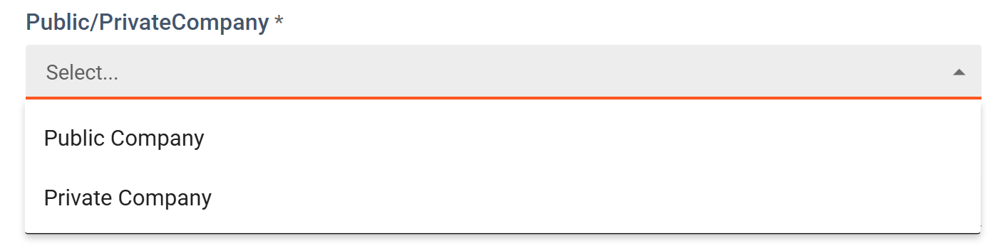 Public/PrivateCompany *
Select...
Public Company
Private Company